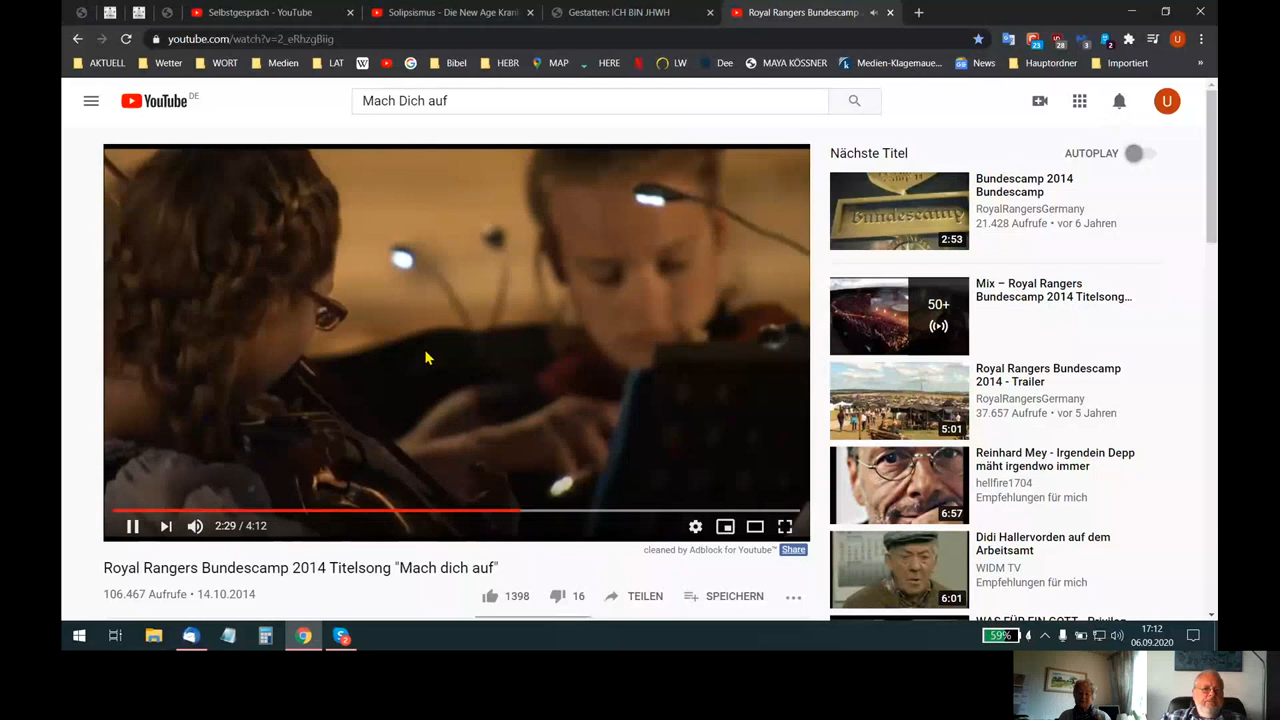 Selbstgespräch - YouTube
Solipsismus - Die New Age Krank
Gestatten: ICH BIN JHWH
Royal Rangers Bundescamp
youtube.com/watch?v=2_eRhzgBiig
23
28
3
2
U
AKTUELL
Wetter
WORT
Medien
LAT
W
Bibel
HEBR
MAP
HERE
LW
Dee
MAYA KÖSSNER
Medien-Klagemaue...
News
Hauptordner
Importiert
»
YouTube DE
Mach Dich auf
U
Nächste Titel
AUTOPLAY
Bundescamp
2:53
Bundescamp 2014
Bundescamp
RoyalRangersGermany
21.428 Aufrufe • vor 6 Jahren
50+
Mix – Royal Rangers
Bundescamp 2014 Titelsong...
5:01
Royal Rangers Bundescamp
2014 - Trailer
RoyalRangersGermany
37.657 Aufrufe • vor 5 Jahren
6:57
Reinhard Mey - Irgendein Depp
mäht irgendwo immer
hellfire1704
Empfehlungen für mich
6:01
Didi Hallervorden auf dem
Arbeitsamt
WIDM TV
Empfehlungen für mich
2:29 / 4:12
cleaned by Adblock for Youtube™ Share
Royal Rangers Bundescamp 2014 Titelsong "Mach dich auf"
106.467 Aufrufe • 14.10.2014
1398
16
TEILEN
SPEICHERN
59%
17:12
06.09.2020